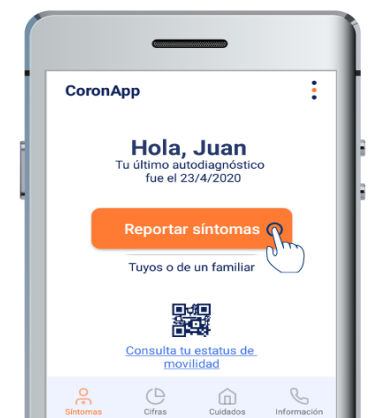 CoronApp
Hola, Juan
Tu último autodiagnóstico
fue el 23/4/2020
Reportar síntomas
Tuyos o de un familiar
Consulta tu estatus de
movilidad
Síntomas Cifras Cuidados Información